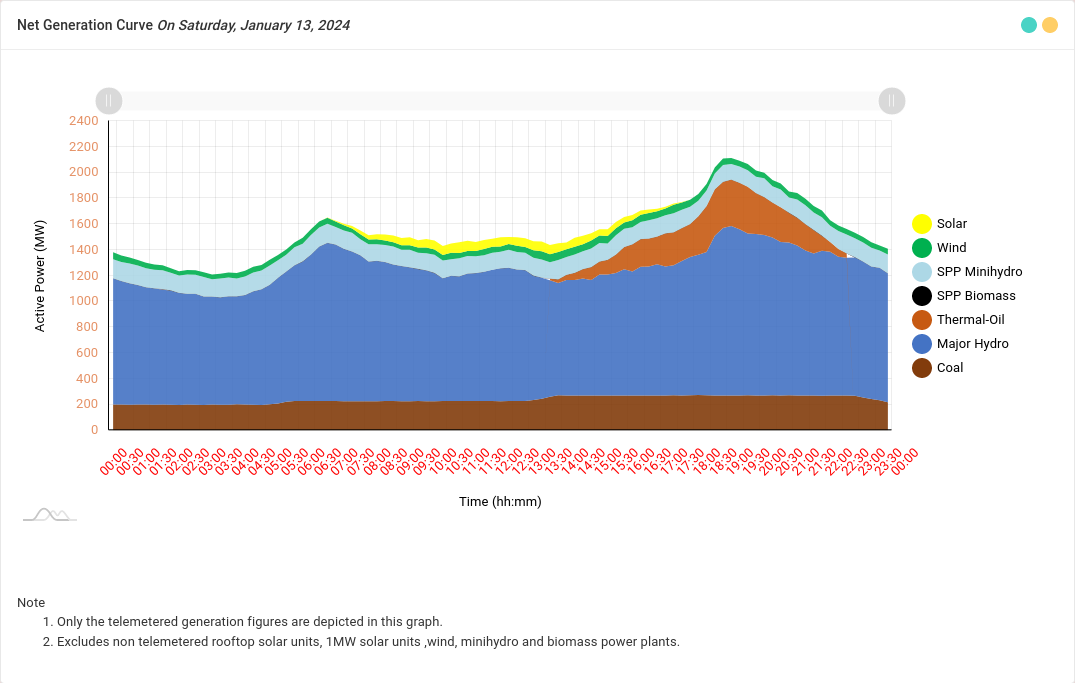 Net Generation Curve On Saturday, January 13, 2024
2400
2200
2000
1800
1600
1400
1200
1000
800
600
400
200
0
Active Power (MW)
Solar
Wind
SPP Minihydro
SPP Biomass
Thermal-Oil
Major Hydro
Coal
00:00 00:30 01:00 01:30 02:00 02:30 03:00 03:30 04:00 04:30 05:00 05:30 06:00 06:30 07:00 07:30 08:00 08:30 09:00 09:30 10:00 10:30 11:00 11:30 12:00 12:30 13:00 13:30 14:00 14:30 15:00 15:30 16:00 16:30 17:00 17:30 18:00 18:30 19:00 19:30 20:00 20:30 21:00 21:30 22:00 22:30 23:00 23:30 00:00
Time (hh:mm)
Note
1. Only the telemetered generation figures are depicted in this graph.
2. Excludes non telemetered rooftop solar units, 1MW solar units ,wind, minihydro and biomass power plants.